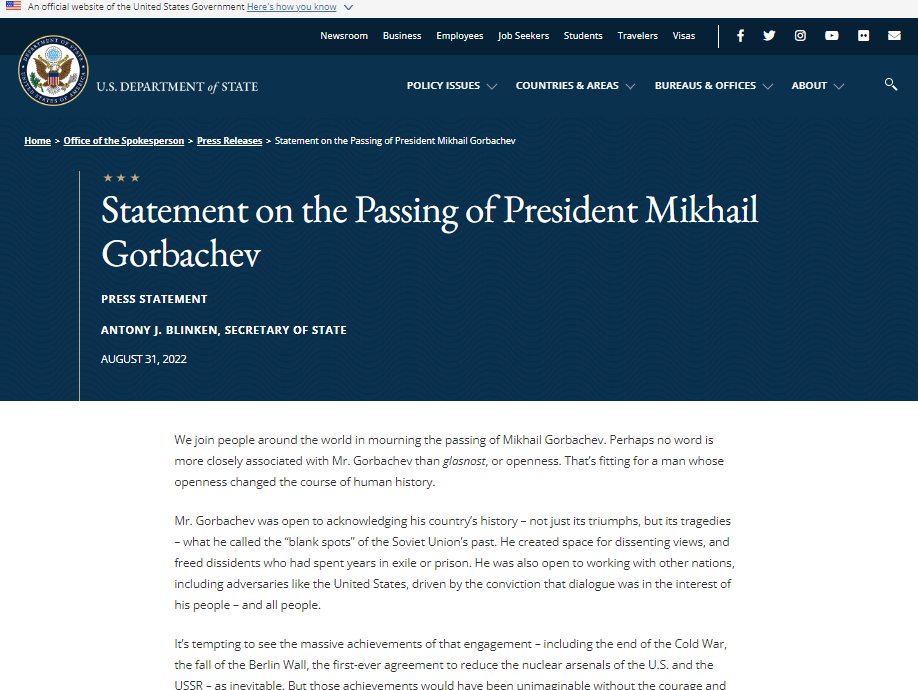 An official website of the United States Government Here's how you know
Newsroom Business Employees Job Seekers Students Travelers Visas
U.S. DEPARTMENT of STATE
POLICY ISSUES COUNTRIES & AREAS BUREAUS & OFFICES ABOUT
Home > Office of the Spokesperson > Press Releases > Statement on the Passing of President Mikhail Gorbachev
Statement on the Passing of President Mikhail
Gorbachev
PRESS STATEMENT
ANTONY J. BLINKEN, SECRETARY OF STATE
AUGUST 31, 2022
We join people around the world in mourning the passing of Mikhail Gorbachev. Perhaps no word is
more closely associated with Mr. Gorbachev than glasnost, or openness. That’s fitting for a man whose
openness changed the course of human history.
Mr. Gorbachev was open to acknowledging his country’s history – not just its triumphs, but its tragedies
– what he called the “blank spots” of the Soviet Union’s past. He created space for dissenting views, and
freed dissidents who had spent years in exile or prison. He was also open to working with other nations,
including adversaries like the United States, driven by the conviction that dialogue was in the interest of
his people – and all people.
It’s tempting to see the massive achievements of that engagement – including the end of the Cold War,
the fall of the Berlin Wall, the first-ever agreement to reduce the nuclear arsenals of the U.S. and the
USSR – as inevitable. But those achievements would have been unimaginable without the courage and